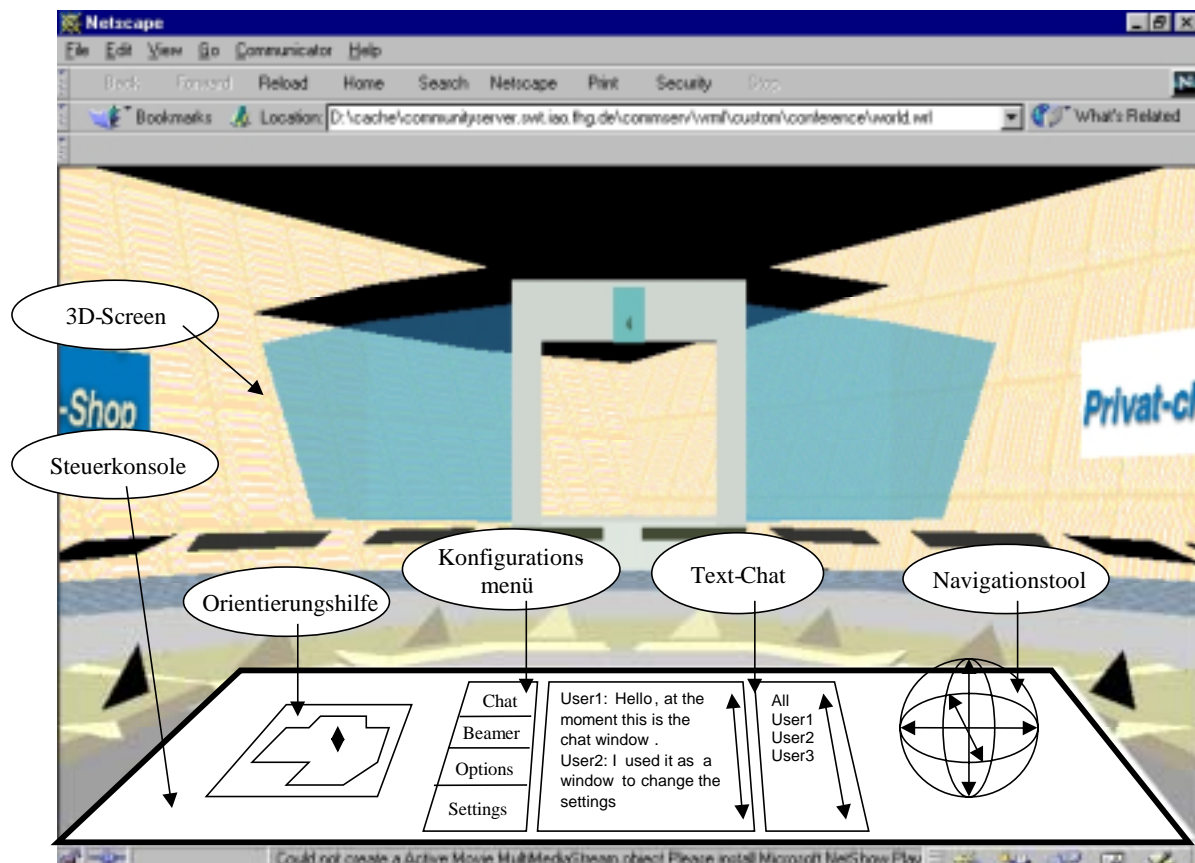 Netscape
File Edit View Go Communicator Help
Back Forward Reload Home Search Netscape Print Security Stop
Bookmarks Location: D:\cache\communityserver.swt.iao.fhg.de\commserv\vrml\custom\conference\world.wrl What's Related
3D-Screen
4
-Shop
Privat-c
Steuerkonsole
Konfigurations
menü
Text-Chat
Navigationstool
Orientierungshilfe
Chat
Beamer
Options
Settings
User1: Hello, at the
moment this is the
chat window .
User2: I used it as a
window to change the
settings
All
User1
User2
User3
Could not create a Active Movie MultiMediaStream object Please install Microsoft NetShow Play